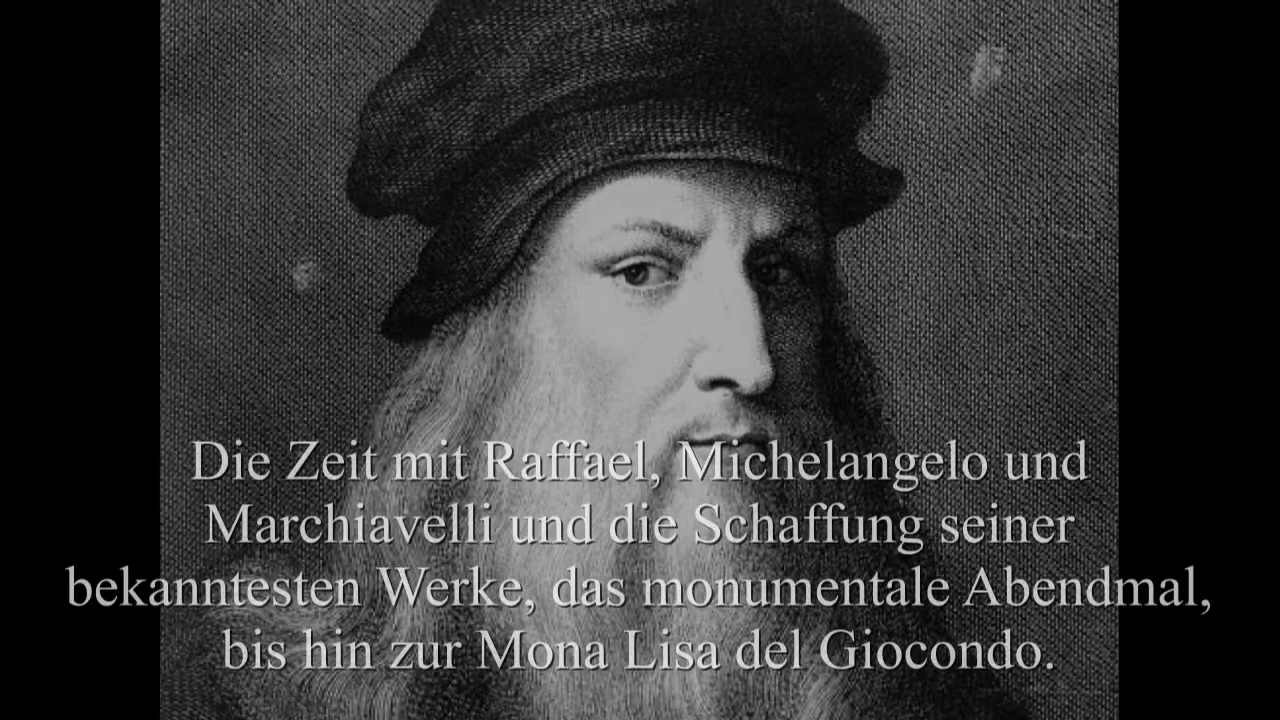 Die Zeit mit Raffael, Michelangelo und
Marchiavelli und die Schaffung seiner
bekanntesten Werke, das monumentale Abendmal,
bis hin zur Mona Lisa del Giocondo.